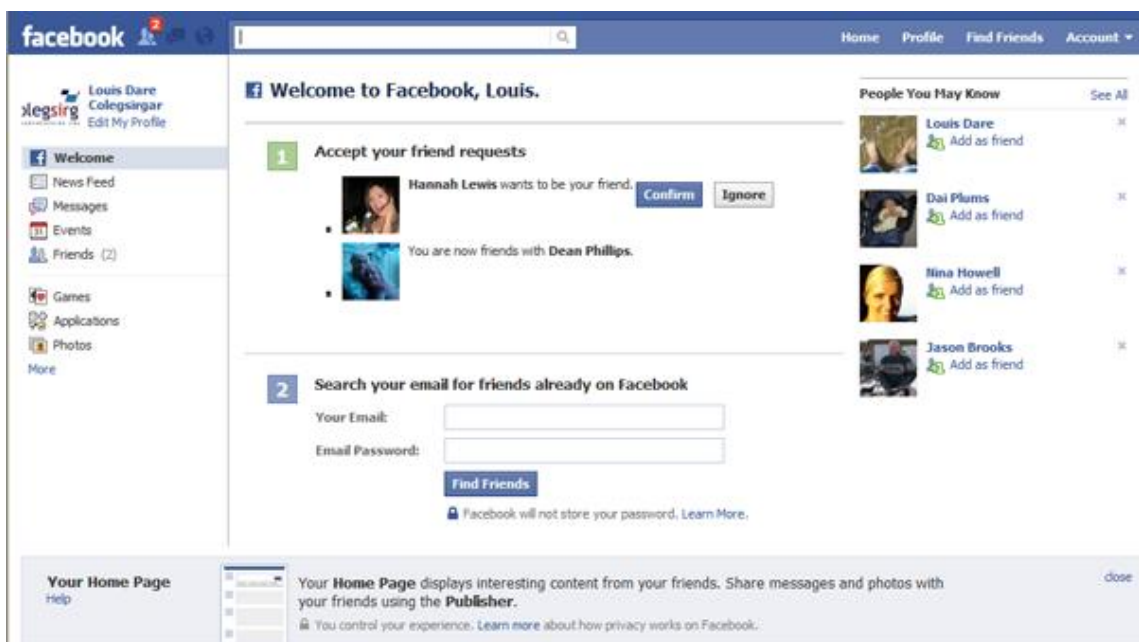 facebook
2
Home Profile Find Friends Account
Louis Dare
Colegsirgar
Edit My Profile
Welcome
News Feed
Messages
31
Events
Friends (2)
Games
Applications
Photos
More
Welcome to Facebook, Louis.
1 Accept your friend requests
Hannah Lewis wants to be your friend. Confirm Ignore
You are now friends with Dean Phillips.
2 Search your email for friends already on Facebook
Your Email:
Email Password:
Find Friends
Facebook will not store your password. Learn More.
People You May Know See All
Louis Dare
Add as friend
Dai Plums
Add as friend
Nina Howell
Add as friend
Jason Brooks
Add as friend
Your Home Page
Help
Your Home Page displays interesting content from your friends. Share messages and photos with
your friends using the Publisher.
You control your experience. Learn more about how privacy works on Facebook.
close